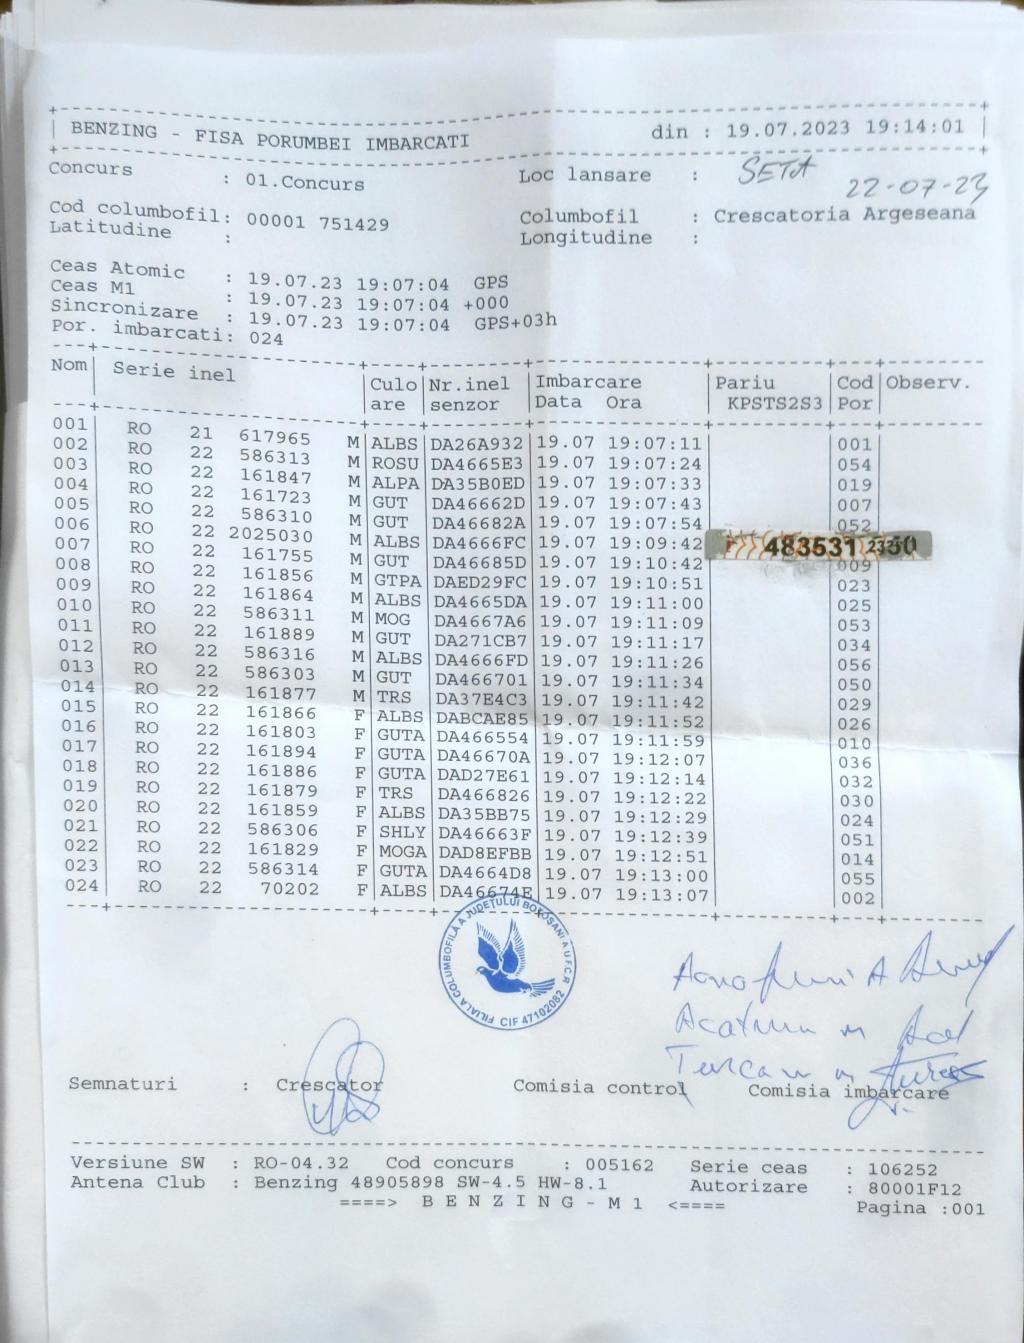 BENZING - FISA PORUMBEI IMBARCATI din : 19.07.2023 19:14:01
Concurs : 01.Concurs Loc lansare : SETA 22-07-23
Cod columbofil: 00001 751429 Columbofil : Crescatoria Argeseana
Latitudine : Longitudine :
Ceas Atomic : 19.07.23 19:07:04 GPS
Ceas M1 : 19.07.23 19:07:04 +000
Sincronizare : 19.07.23 19:07:04 GPS+03h
Por. imbarcati: 024
Nom Serie inel Culo Nr.inel Imbarcare Pariu Cod Observ.
are senzor Data Ora KPSTS2S3 Por
001 RO 21 617965 M ALBS DA26A932 19.07 19:07:11 001
002 RO 22 586313 M ROSU DA4665E3 19.07 19:07:24 054
003 RO 22 161847 M ALPA DA35B0ED 19.07 19:07:33 019
004 RO 22 161723 M GUT DA46662D 19.07 19:07:43 007
005 RO 22 586310 M GUT DA46682A 19.07 19:07:54 052
006 RO 22 2025030 M ALBS DA4666FC 19.07 19:09:42 483531 2330
007 RO 22 161755 M GUT DA46685D 19.07 19:10:42 009
008 RO 22 161856 M GTPA DAED29FC 19.07 19:10:51 023
009 RO 22 161864 M ALBS DA4665DA 19.07 19:11:00 025
010 RO 22 586311 M MOG DA4667A6 19.07 19:11:09 053
011 RO 22 161889 M GUT DA271CB7 19.07 19:11:17 034
012 RO 22 586316 M ALBS DA4666FD 19.07 19:11:26 056
013 RO 22 586303 M GUT DA466701 19.07 19:11:34 050
014 RO 22 161877 M TRS DA37E4C3 19.07 19:11:42 029
015 RO 22 161866 F ALBS DABCAE85 19.07 19:11:52 026
016 RO 22 161803 F GUTA DA466554 19.07 19:11:59 010
017 RO 22 161894 F GUTA DA46670A 19.07 19:12:07 036
018 RO 22 161886 F GUTA DAD27E61 19.07 19:12:14 032
019 RO 22 161879 F TRS DA466826 19.07 19:12:22 030
020 RO 22 161859 F ALBS DA35BB75 19.07 19:12:29 024
021 RO 22 586306 F SHLY DA46663F 19.07 19:12:39 051
022 RO 22 161829 F MOGA DAD8EFBB 19.07 19:12:51 014
023 RO 22 586314 F GUTA DA4664D8 19.07 19:13:00 055
024 RO 22 70202 F ALBS DA46674E 19.07 19:13:07 002
FILIALA COLUMBOFILA A JUDEȚULUI BOTOȘANI A U.F.C.R
CIF 47102082
Semnaturi : Crescator Comisia control Comisia imbarcare
Versiune SW : RO-04.32 Cod concurs : 005162 Serie ceas : 106252
Antena Club : Benzing 48905898 SW-4.5 HW-8.1 Autorizare : 80001F12
====> B E N Z I N G - M 1 <==== Pagina :001